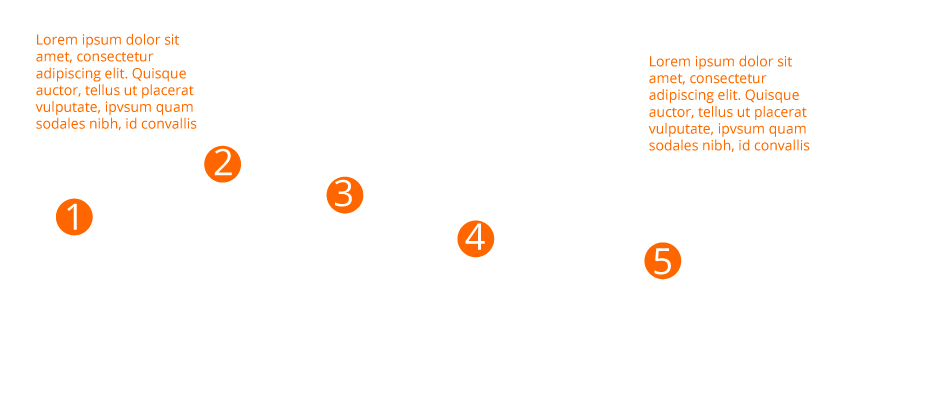 Lorem ipsum dolor sit
amet, consectetur
adipiscing elit. Quisque
auctor, tellus ut placerat
vulputate, ipvsum quam
sodales nibh, id convallis
Lorem ipsum dolor sit
amet, consectetur
adipiscing elit. Quisque
auctor, tellus ut placerat
vulputate, ipvsum quam
sodales nibh, id convallis
1
2
3
4
5